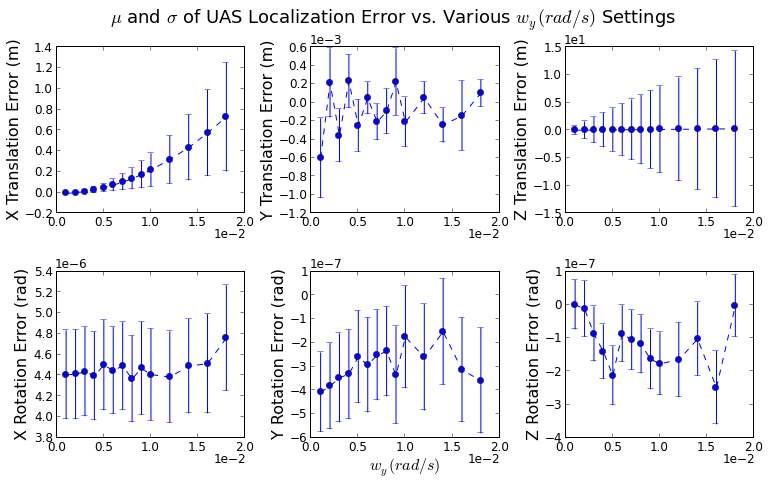 μ and σ of UAS Localization Error vs. Various w_y(rad/s) Settings
X Translation Error (m)
1.4
1.2
1.0
0.8
0.6
0.4
0.2
0.0
−0.2
0.0 0.5 1.0 1.5 2.0
1e−2
Y Translation Error (m)
1e−3
0.6
0.4
0.2
0.0
−0.2
−0.4
−0.6
−0.8
−1.0
−1.2
0.0 0.5 1.0 1.5 2.0
1e−2
Z Translation Error (m)
1e1
1.5
1.0
0.5
0.0
−0.5
−1.0
−1.5
0.0 0.5 1.0 1.5 2.0
1e−2
X Rotation Error (rad)
1e−6
5.4
5.2
5.0
4.8
4.6
4.4
4.2
4.0
3.8
0.0 0.5 1.0 1.5 2.0
1e−2
Y Rotation Error (rad)
1e−7
1
0
−1
−2
−3
−4
−5
−6
0.0 0.5 1.0 1.5 2.0
1e−2
w_y(rad/s)
Z Rotation Error (rad)
1e−7
1
0
−1
−2
−3
−4
0.0 0.5 1.0 1.5 2.0
1e−2